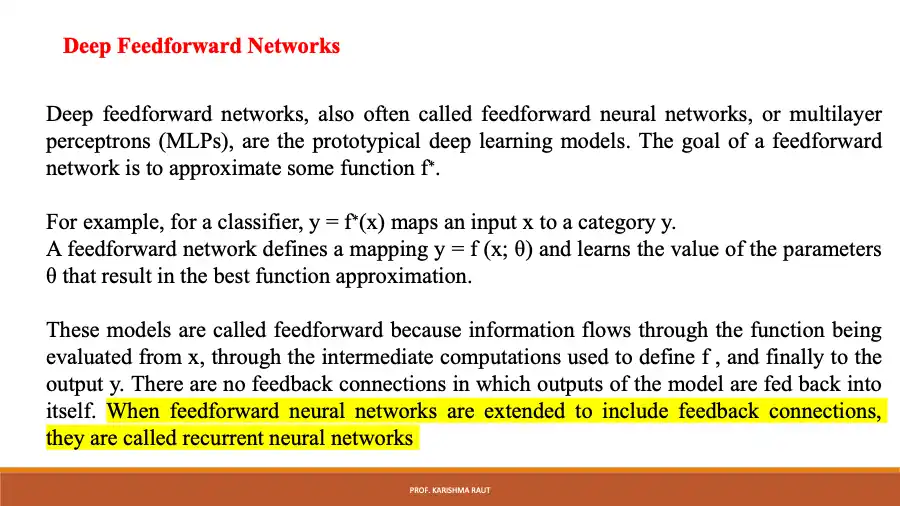 Deep Feedforward Networks
Deep feedforward networks, also often called feedforward neural networks, or multilayer
perceptrons (MLPs), are the prototypical deep learning models. The goal of a feedforward
network is to approximate some function f*.
For example, for a classifier, y = f*(x) maps an input x to a category y.
A feedforward network defines a mapping y = f (x; θ) and learns the value of the parameters
θ that result in the best function approximation.
These models are called feedforward because information flows through the function being
evaluated from x, through the intermediate computations used to define f , and finally to the
output y. There are no feedback connections in which outputs of the model are fed back into
itself. When feedforward neural networks are extended to include feedback connections,
they are called recurrent neural networks
PROF. KARISHMA RAUT